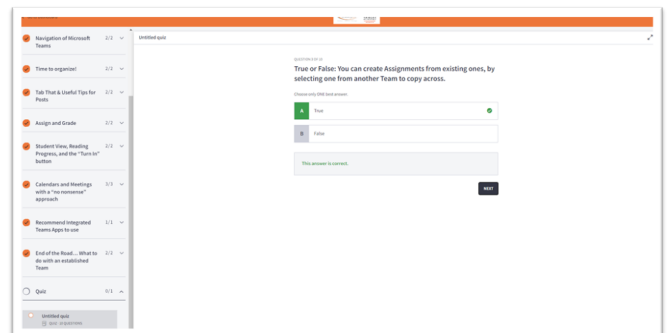 Navigation of Microsoft
Teams
2/2
Time to organize!
2/2
Tab That & Useful Tips for
Posts
2/2
Assign and Grade
2/2
Student View, Reading
Progress, and the "Turn In"
button
2/2
Calendars and Meetings
with a "no nonsense"
approach
3/3
Recommend Integrated
Teams Apps to use
1/1
End of the Road... What to
do with an established
Team
2/2
Quiz
0/1
Untitled quiz
Untitled quiz
True or False: You can create Assignments from existing ones, by
selecting one from another Team to copy across.
Choose only ONE best answer.
A True
B False
This answer is correct.
NEXT